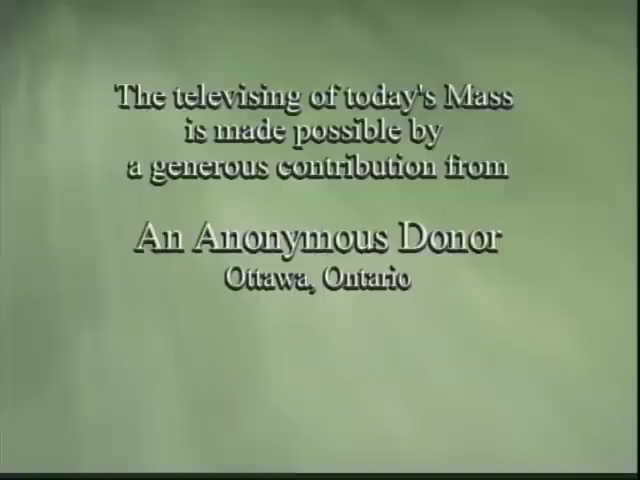 The televising of today's Mass
is made possible by
a generous contribution from
An Anonymous Donor
Ottawa, Ontario